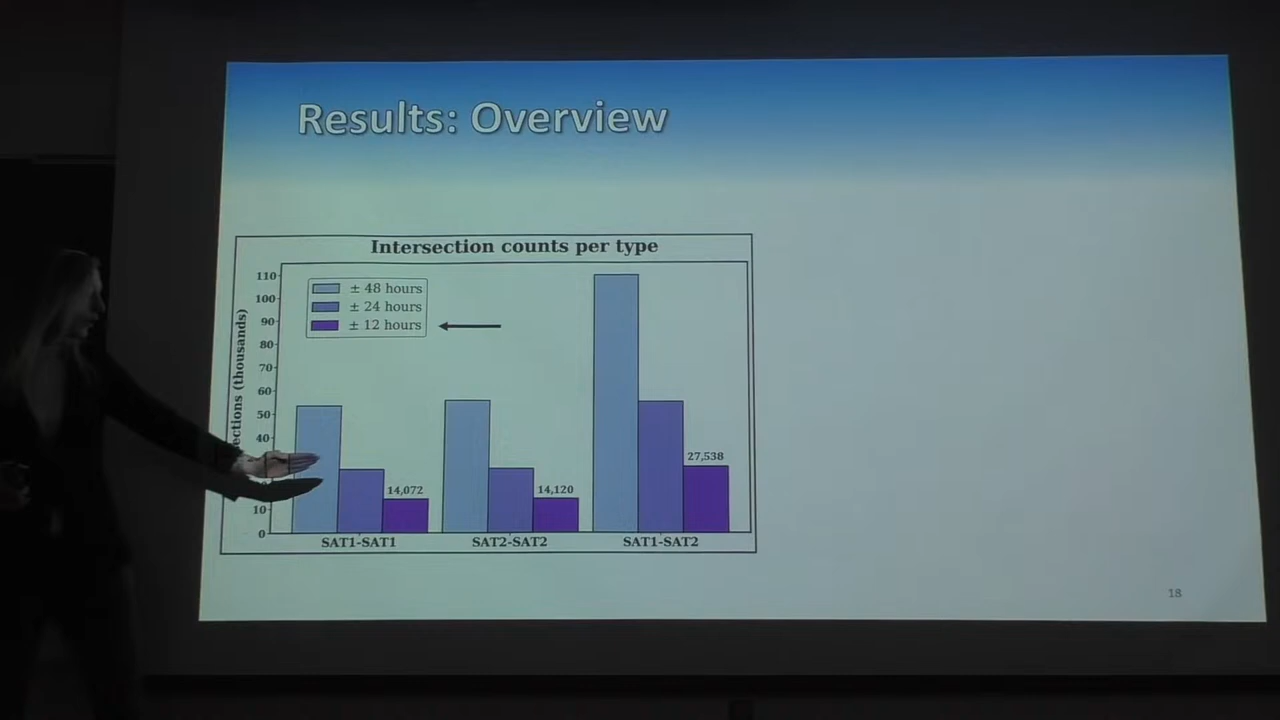 Results: Overview
Intersection counts per type
± 48 hours
± 24 hours
± 12 hours
110
100
90
80
70
60
50
40
10
0
14,072
14,120
27,538
SAT1-SAT1
SAT2-SAT2
SAT1-SAT2
(thousands)
18